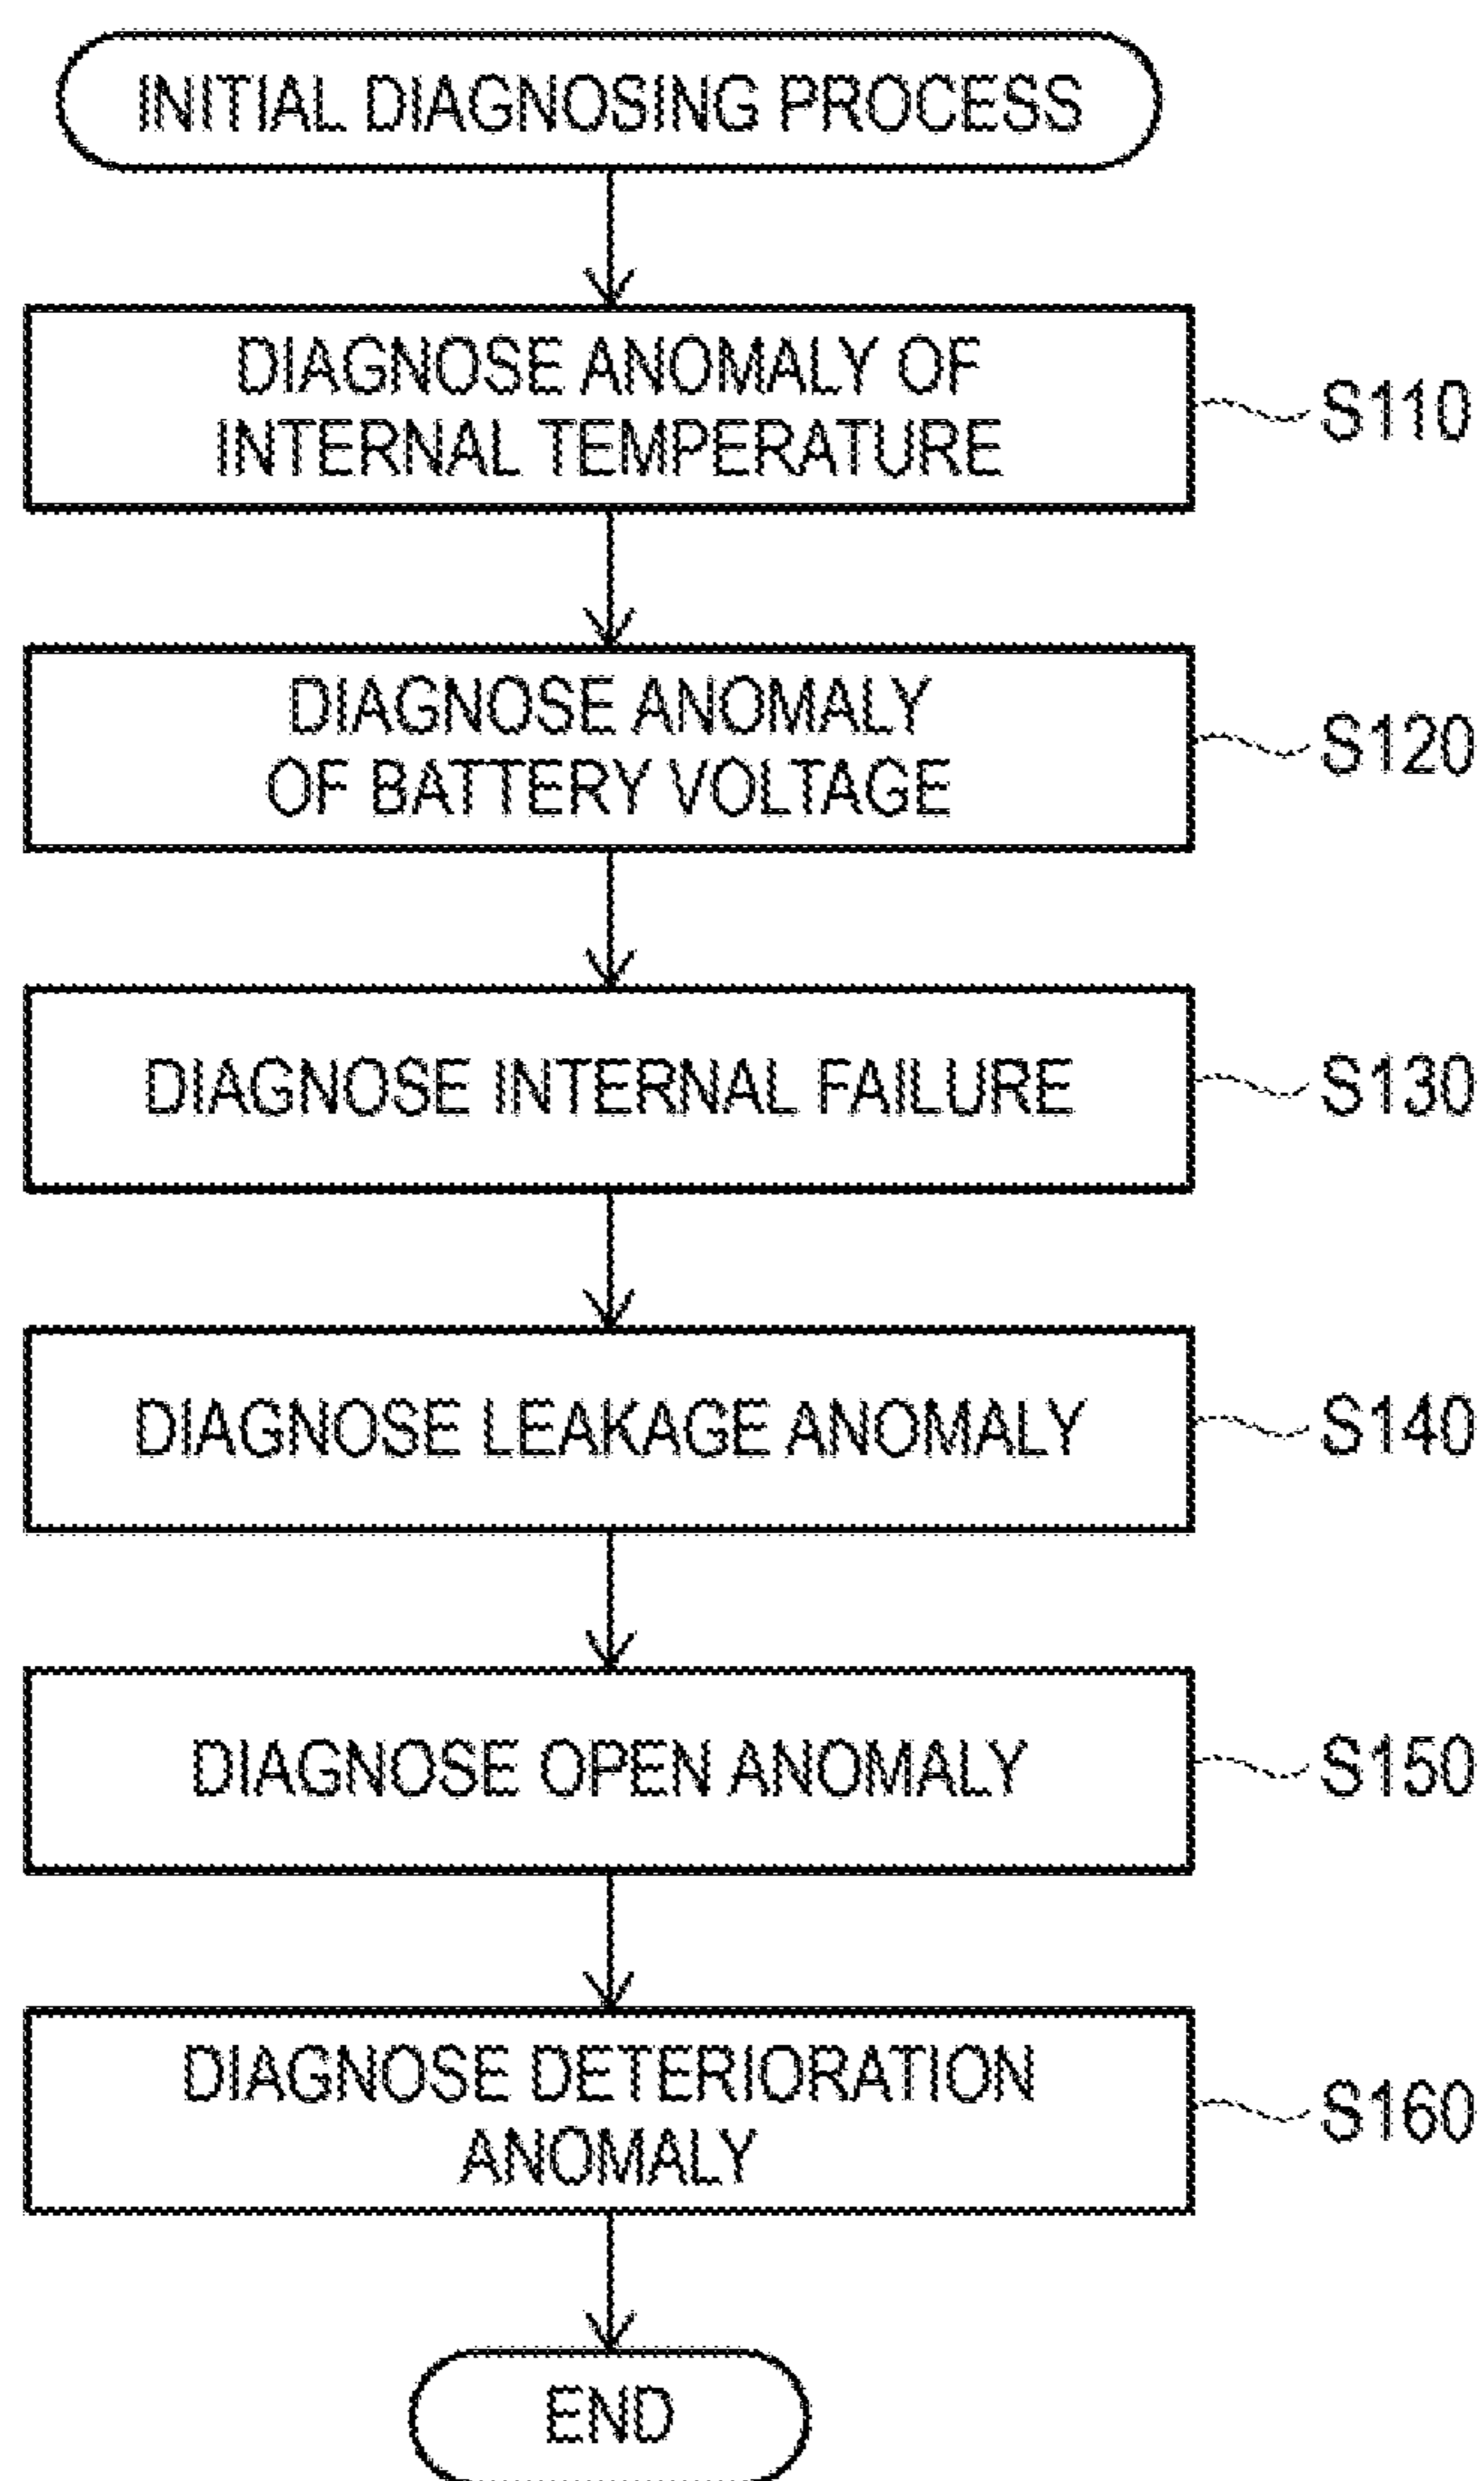 INITIAL DIAGNOSING PROCESS
DIAGNOSE ANOMALY OF
INTERNAL TEMPERATURE
S110
DIAGNOSE ANOMALY
OF BATTERY VOLTAGE
S120
DIAGNOSE INTERNAL FAILURE
S130
DIAGNOSE LEAKAGE ANOMALY
S140
DIAGNOSE OPEN ANOMALY
S150
DIAGNOSE DETERIORATION
ANOMALY
S160
END